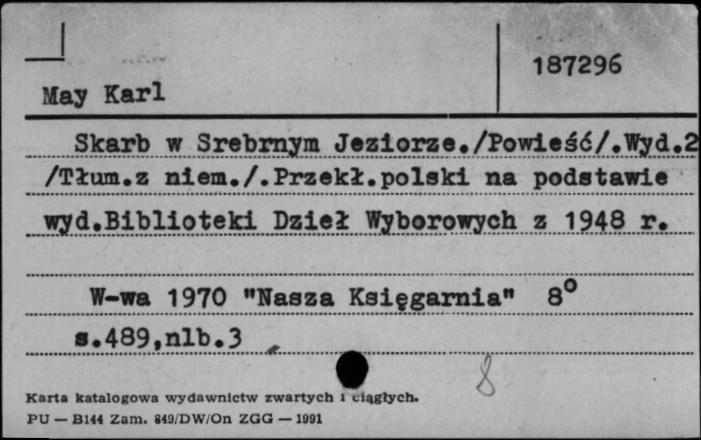 187296
May Karl
Skarb w Srebrnym Jeziorze./Powieść/.Wyd.2
/Tłum.z niem./.Przekł.polski na podstawie
wyd.Biblioteki Dzieł Wyborowych z 1948 r.
W-wa 1970 "Nasza Księgarnia" 8°
s.489,nlb.3
8
Karta katalogowa wydawnictw zwartych i ciągłych.
PU — B144 Zam. 849/DW/On ZGG — 1991